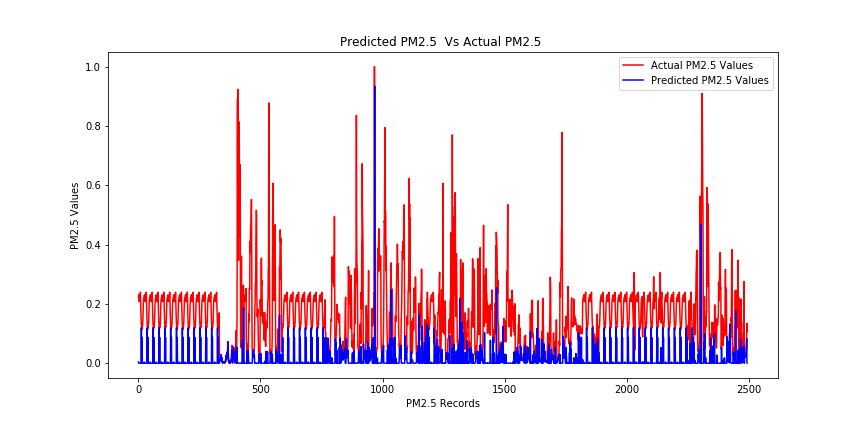 Predicted PM2.5  Vs Actual PM2.5
Actual PM2.5 Values
Predicted PM2.5 Values
PM2.5 Values
1.0
0.8
0.6
0.4
0.2
0.0
0
500
1000
1500
2000
2500
PM2.5 Records